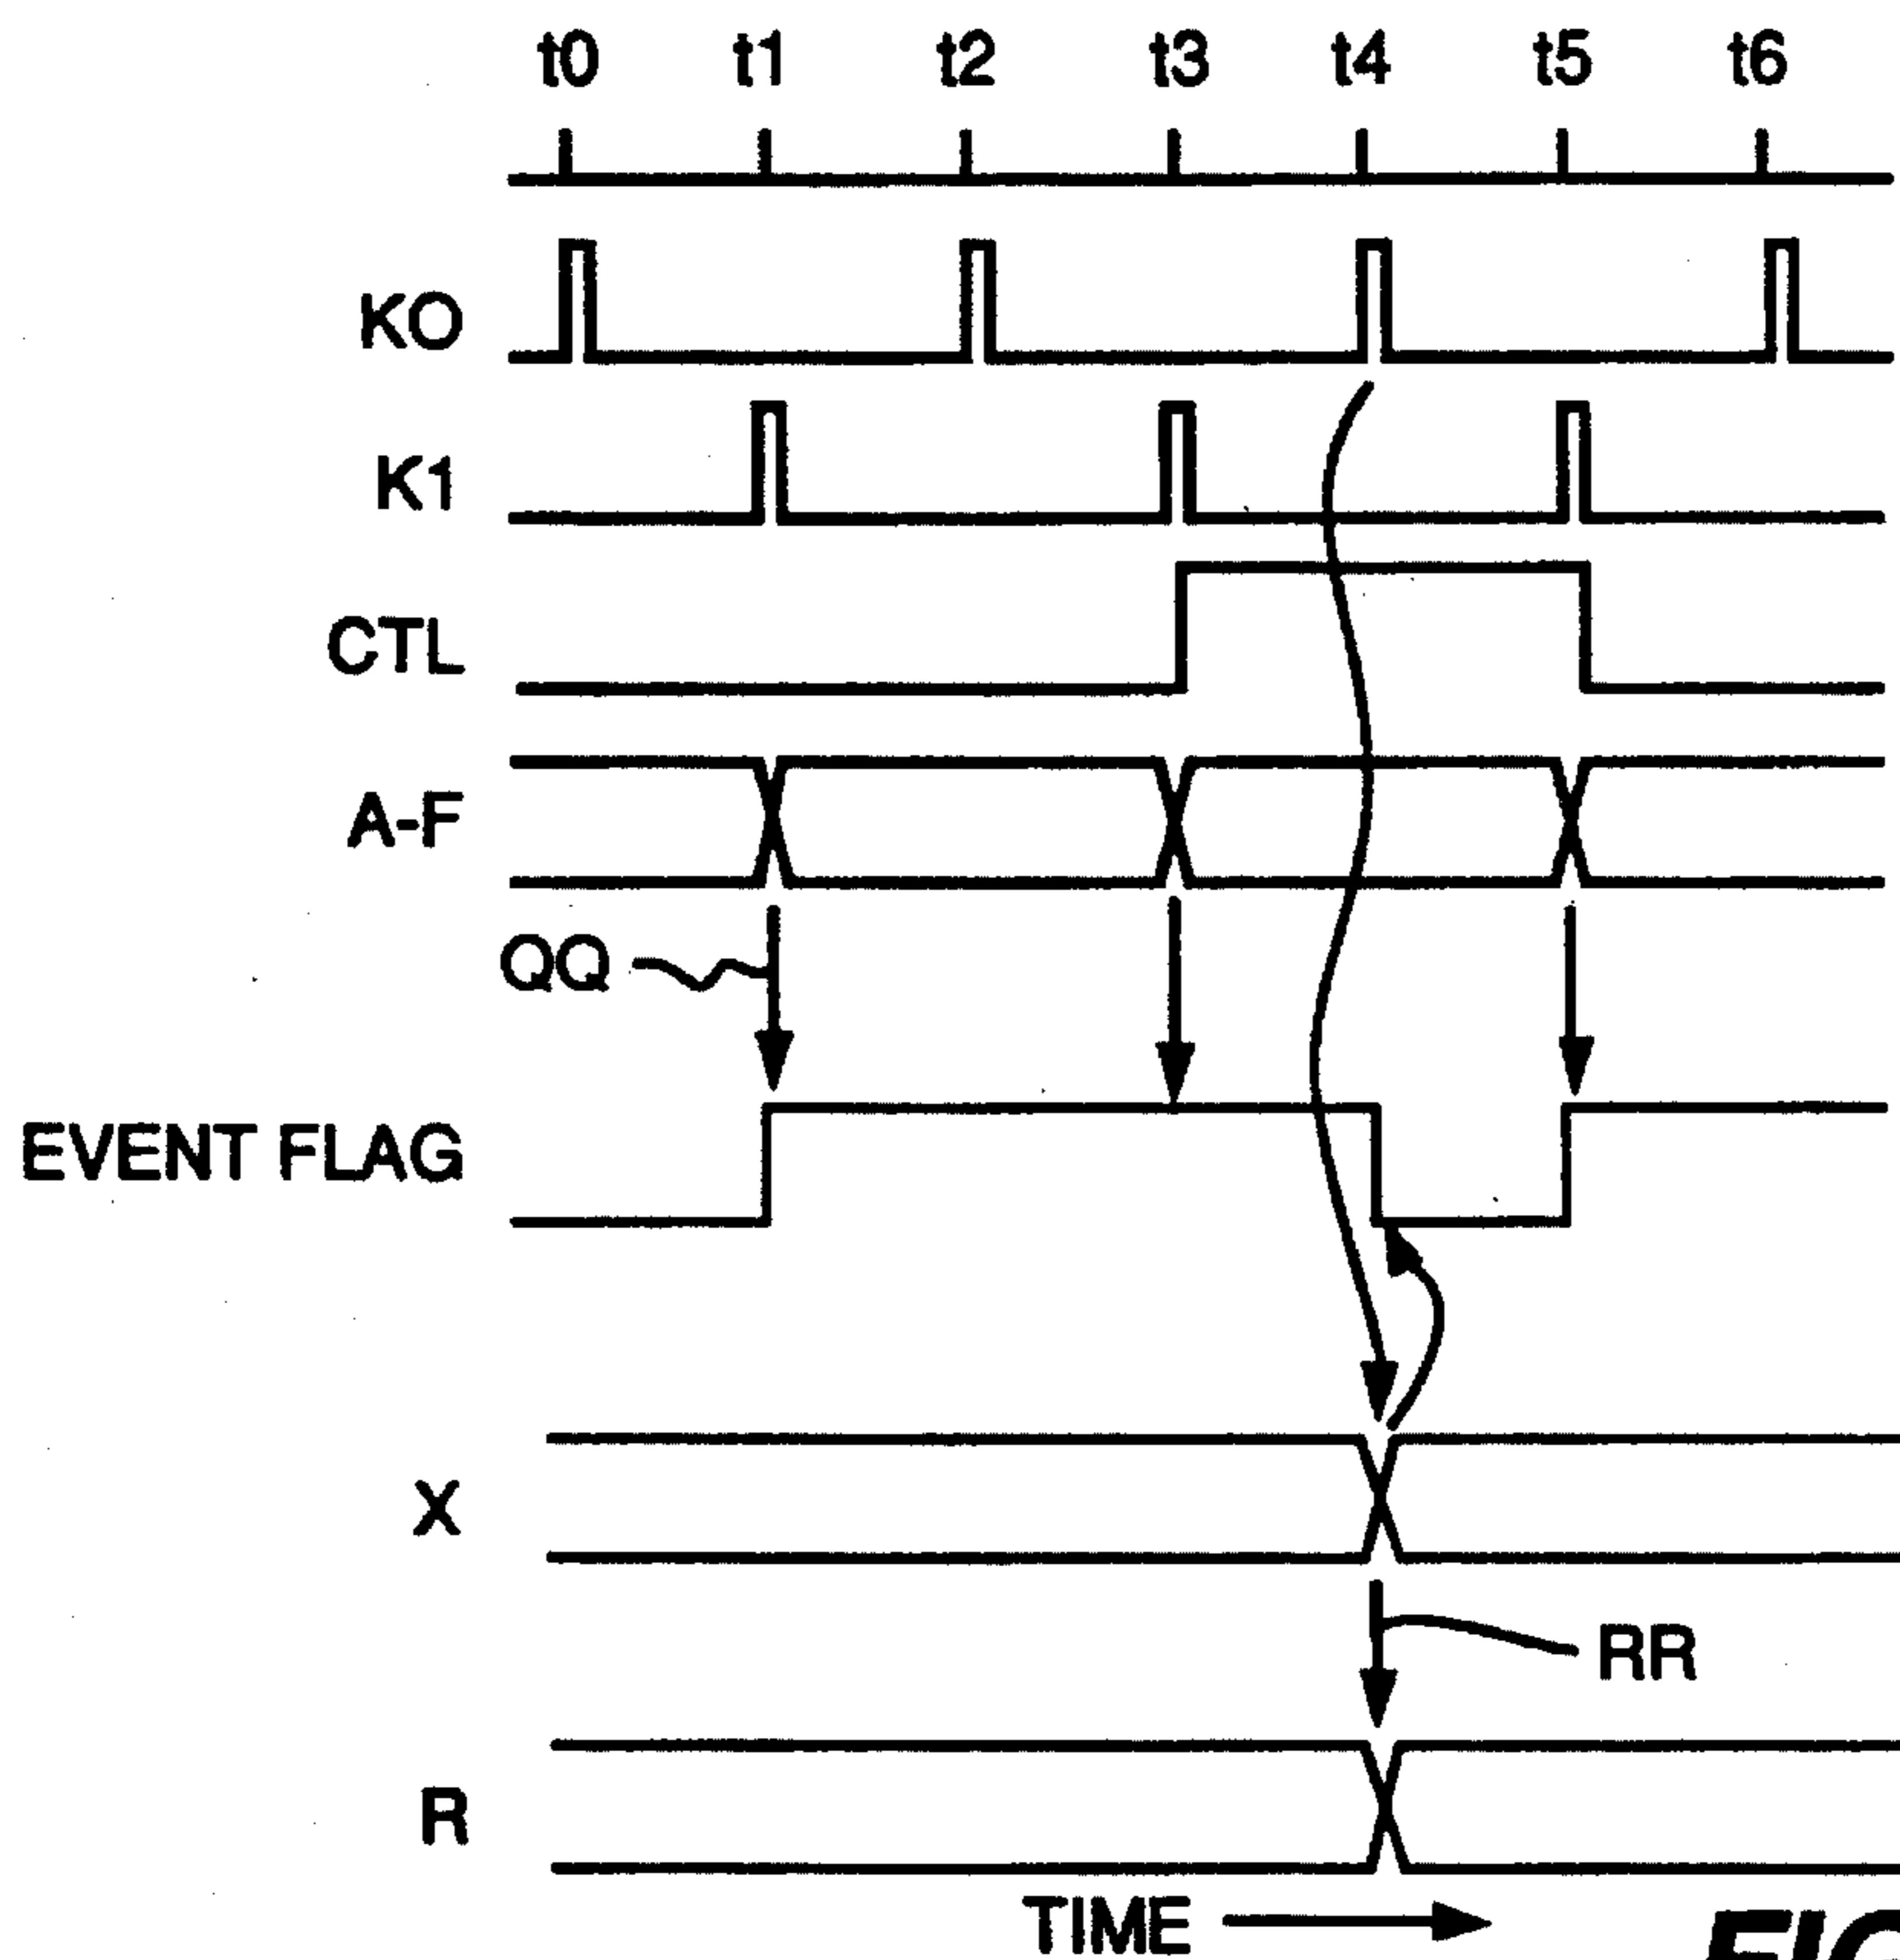 t0 t1 t2 t3 t4 t5 t6
KO
K1
CTL
A-F
QQ
EVENT FLAG
X
RR
R
TIME